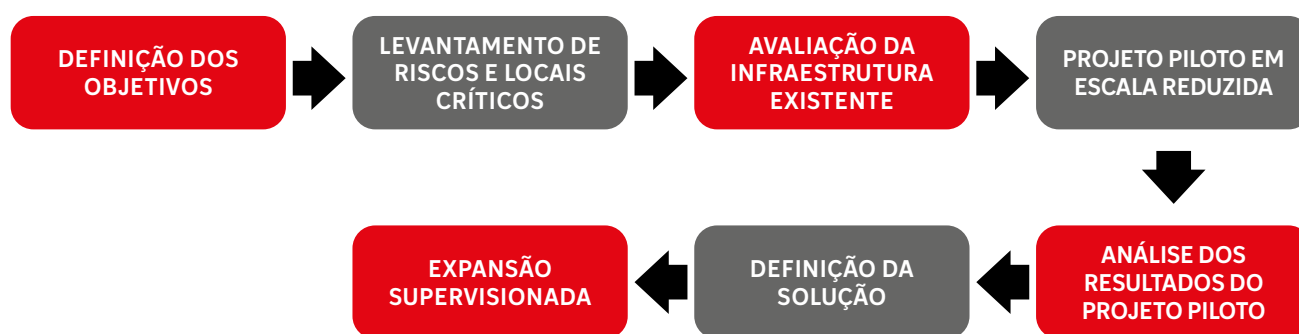 DEFINIÇÃO DOS
OBJETIVOS
LEVANTAMENTO DE
RISCOS E LOCAIS
CRÍTICOS
AVALIAÇÃO DA
INFRAESTRUTURA
EXISTENTE
PROJETO PILOTO EM
ESCALA REDUZIDA
ANÁLISE DOS
RESULTADOS DO
PROJETO PILOTO
DEFINIÇÃO DA
SOLUÇÃO
EXPANSÃO
SUPERVISIONADA